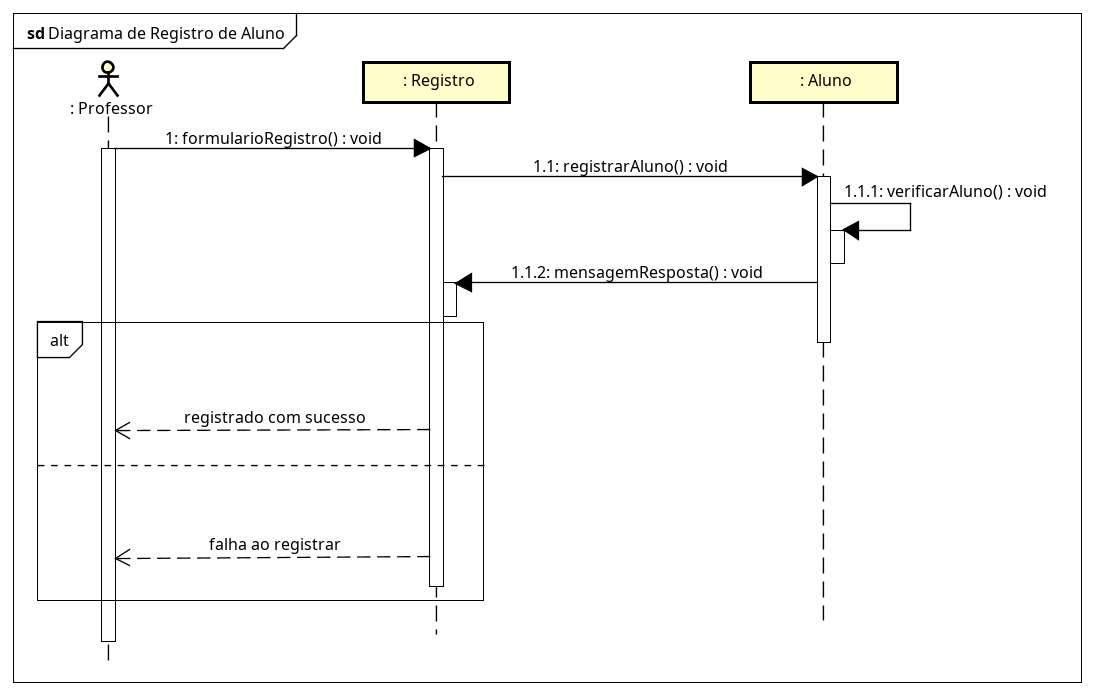 sd Diagrama de Registro de Aluno
: Professor
: Registro
: Aluno
1: formularioRegistro() : void
1.1: registrarAluno() : void
1.1.1: verificarAluno() : void
1.1.2: mensagemResposta() : void
alt
registrado com sucesso
falha ao registrar